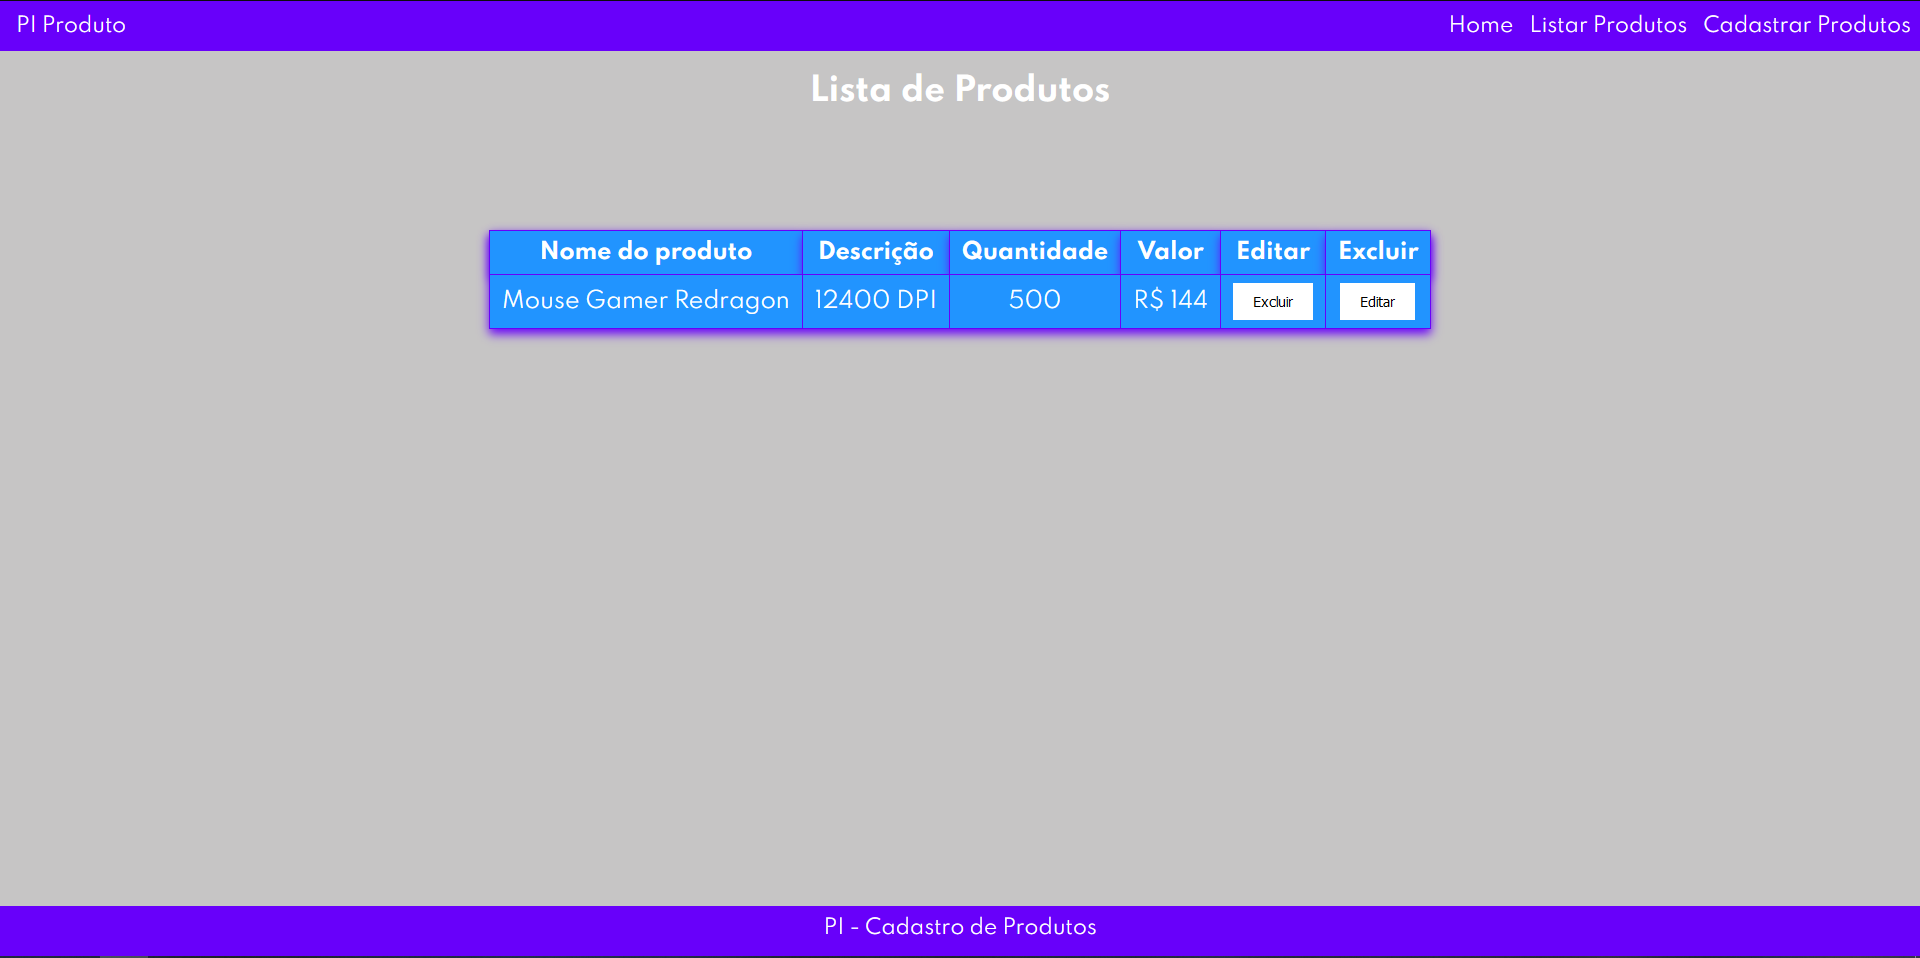 PI Produto Home Listar Produtos Cadastrar Produtos
Lista de Produtos
Nome do produto Descrição Quantidade Valor Editar Excluir
Mouse Gamer Redragon 12400 DPI 500 R$ 144 Excluir Editar
PI - Cadastro de Produtos